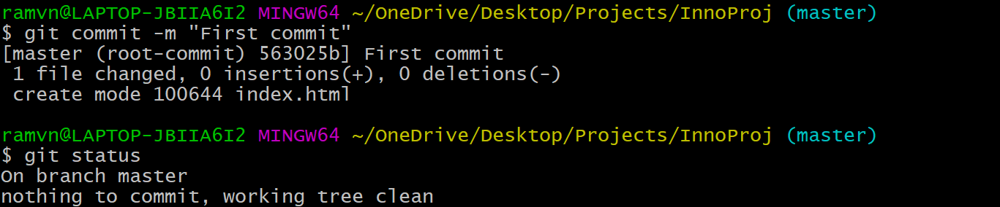 ramvn@LAPTOP-JBIIA6I2 MINGW64 ~/OneDrive/Desktop/Projects/InnoProj (master)
$ git commit -m "First commit"
[master (root-commit) 563025b] First commit
 1 file changed, 0 insertions(+), 0 deletions(-)
 create mode 100644 index.html

ramvn@LAPTOP-JBIIA6I2 MINGW64 ~/OneDrive/Desktop/Projects/InnoProj (master)
$ git status
On branch master
nothing to commit, working tree clean